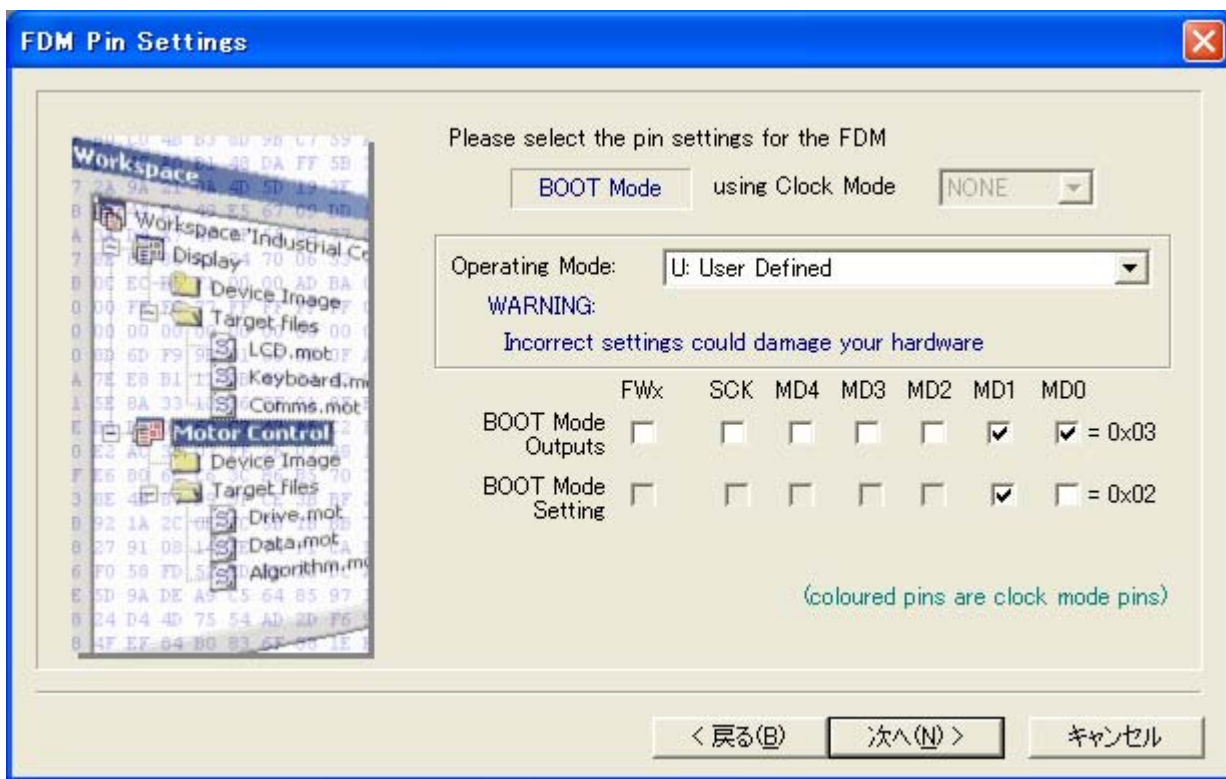 FDM Pin Settings
Please select the pin settings for the FDM
BOOT Mode using Clock Mode NONE
Operating Mode: U: User Defined
WARNING:
Incorrect settings could damage your hardware
FWx SCK MD4 MD3 MD2 MD1 MD0
BOOT Mode
Outputs
= 0x03
BOOT Mode
Setting
= 0x02
(coloured pins are clock mode pins)
Workspace
Workspace 'Industrial Co
Display
Device Image
Target files
LCD.mot
Keyboard.m
Comms.mot
Motor Control
Device Image
Target files
Drive.mot
Data.mot
Algorithm.mo
< 戻る(B) 次へ(N) > キャンセル